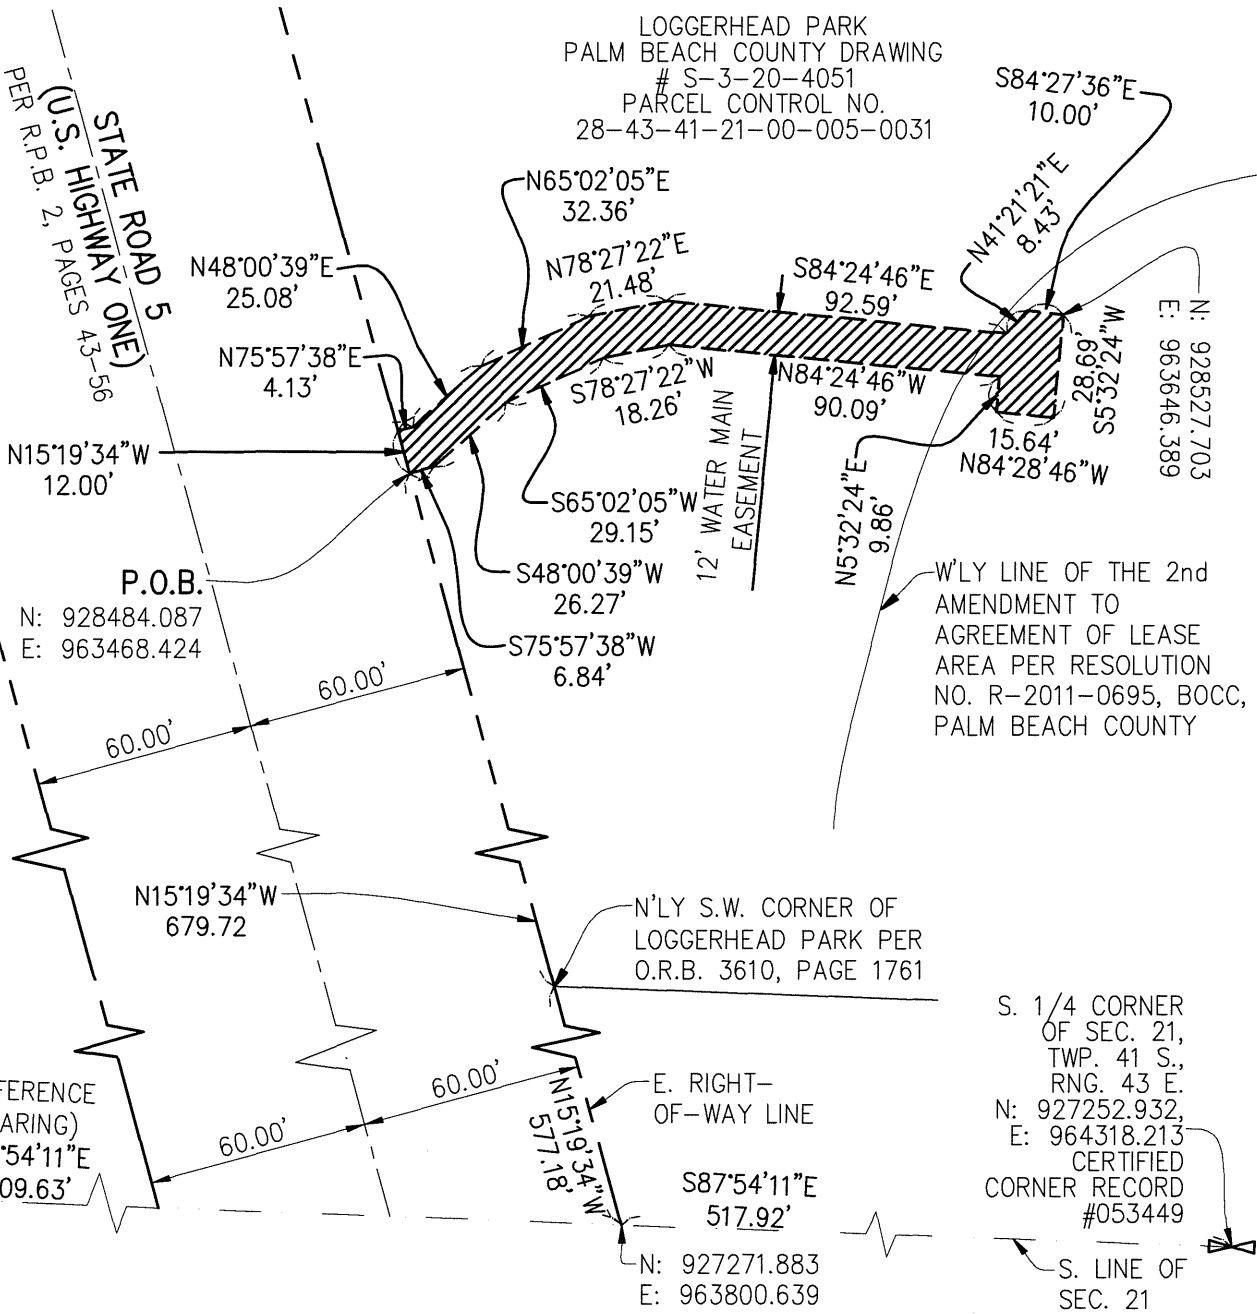 LOGGERHEAD PARK
PALM BEACH COUNTY DRAWING
# S-3-20-4051
PARCEL CONTROL NO.
28-43-41-21-00-005-0031
S84°27'36"E
10.00'
STATE ROAD 5
(U.S. HIGHWAY ONE)
PER R.P.B. 2, PAGES 43-56
N65°02'05"E
32.36'
N41°21'21"E
8.43'
N48°00'39"E
25.08'
N78°27'22"E
21.48'
S84°24'46"E
92.59'
N: 928527.703
E: 963646.389
N75°57'38"E
4.13'
S78°27'22"W
18.26'
N84°24'46"W
90.09'
28.69'
S5°32'24"W
N15°19'34"W
12.00'
15.64'
N84°28'46"W
S65°02'05"W
29.15'
12' WATER MAIN
EASEMENT
N5°32'24"E
9.86'
P.O.B.
N: 928484.087
E: 963468.424
S48°00'39"W
26.27'
S75°57'38"W
6.84'
W'LY LINE OF THE 2nd
AMENDMENT TO
AGREEMENT OF LEASE
AREA PER RESOLUTION
NO. R-2011-0695, BOCC,
PALM BEACH COUNTY
60.00'
60.00'
N15°19'34"W
679.72
N'LY S.W. CORNER OF
LOGGERHEAD PARK PER
O.R.B. 3610, PAGE 1761
S. 1/4 CORNER
OF SEC. 21,
TWP. 41 S.,
RNG. 43 E.
N: 927252.932,
E: 964318.213
CERTIFIED
CORNER RECORD
#053449
FERENCE
ARING)
°54'11"E
09.63'
60.00'
60.00'
N15°19'34"W
577.18'
E. RIGHT-
OF-WAY LINE
S87°54'11"E
517.92'
N: 927271.883
E: 963800.639
S. LINE OF
SEC. 21